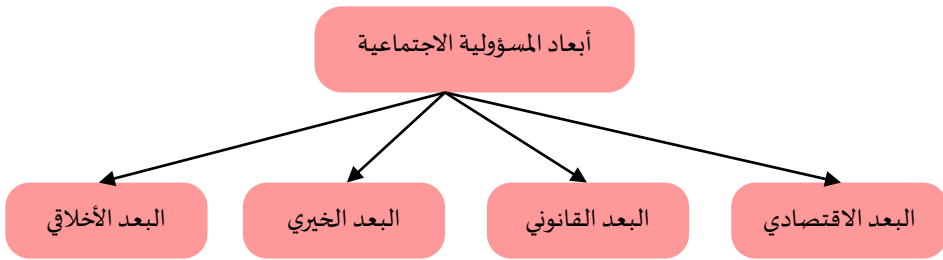 أبعاد المسؤولية الاجتماعية
البعد الاقتصادي
البعد القانوني
البعد الخيري
البعد الأخلاقي